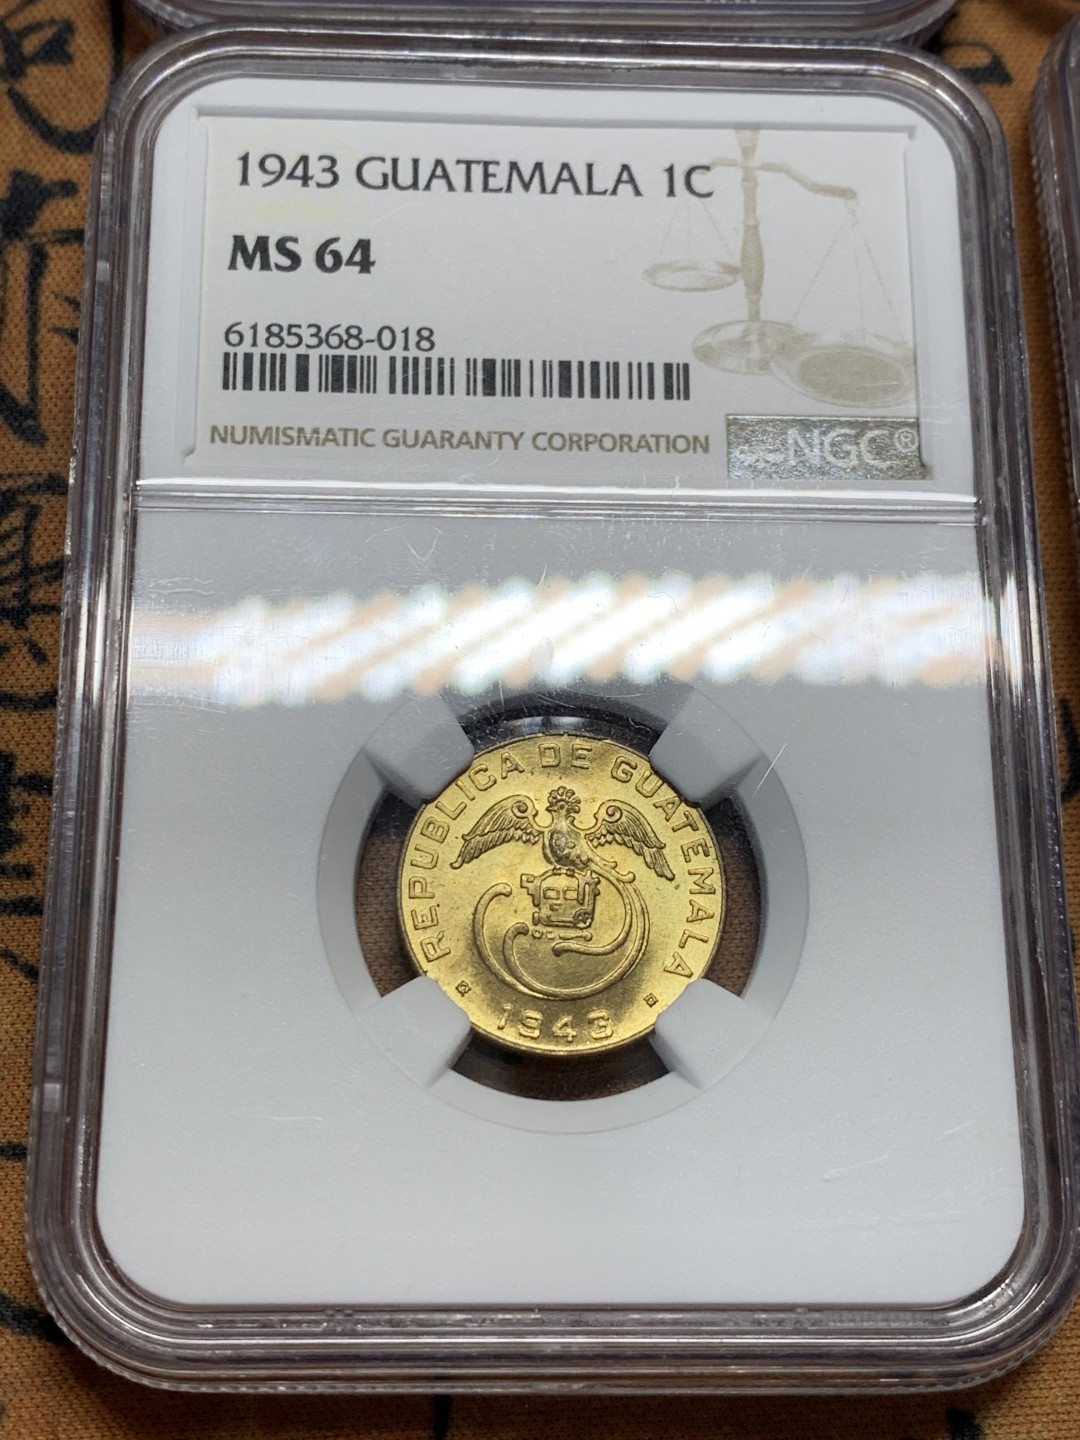 1943 GUATEMALA 1C
MS 64
6185368-018
NUMISMATIC GUARANTY CORPORATION
NGC®
REPUBLICA DE GUATEMALA
1943